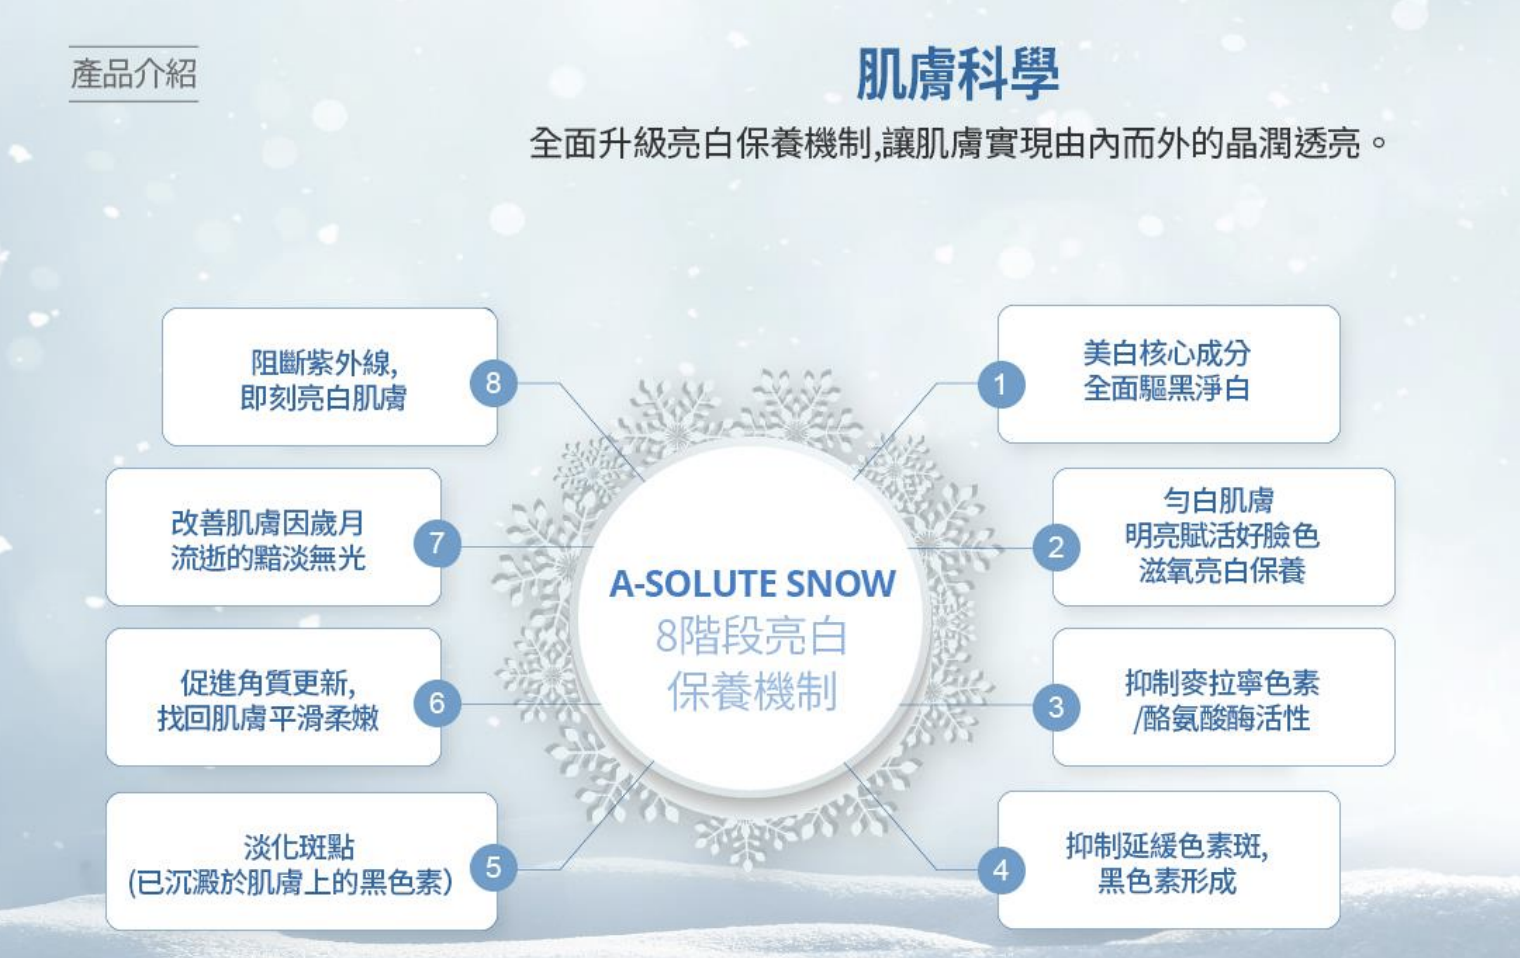 產品介紹
肌膚科學
全面升級亮白保養機制,讓肌膚實現由內而外的晶潤透亮。
1
美白核心成分
全面驅黑淨白
2
勻白肌膚
明亮賦活好臉色
滋氧亮白保養
3
抑制麥拉寧色素
/酪氨酸酶活性
4
抑制延緩色素斑,
黑色素形成
5
淡化斑點
(已沉澱於肌膚上的黑色素)
6
促進角質更新,
找回肌膚平滑柔嫩
7
改善肌膚因歲月
流逝的黯淡無光
8
阻斷紫外線,
即刻亮白肌膚
A-SOLUTE SNOW
8階段亮白
保養機制